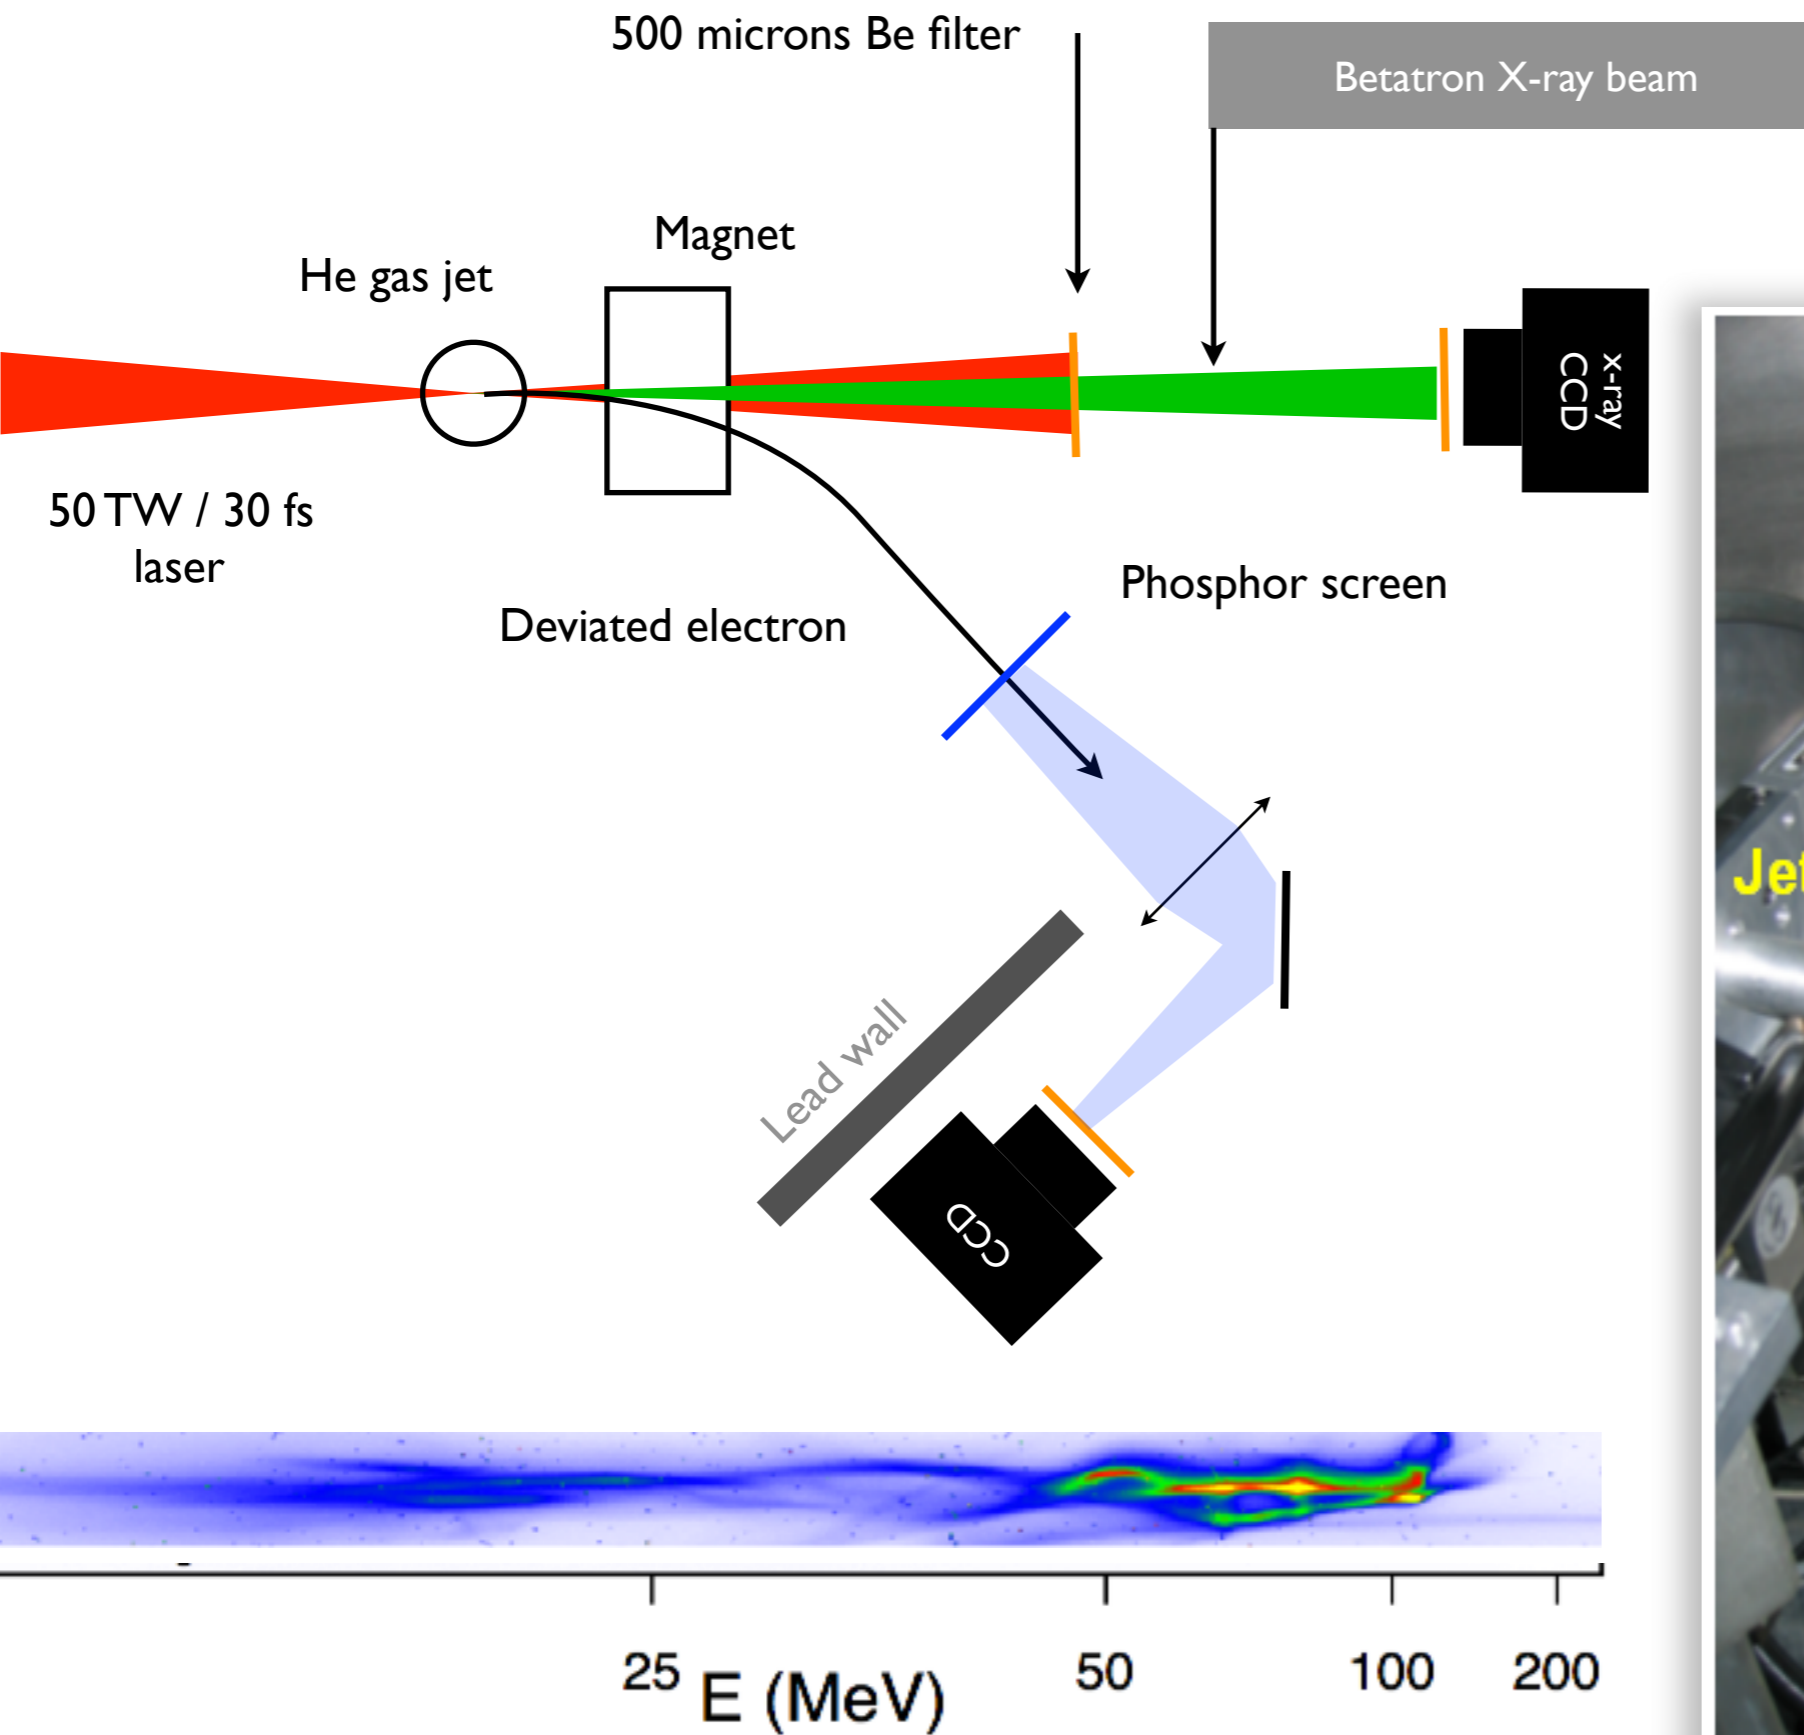 500 microns Be filter
Betatron X-ray beam
Magnet
He gas jet
x-ray
CCD
50 TW / 30 fs
laser
Phosphor screen
Deviated electron
Jet
Lead wall
CCD
25
50
100
200
E (MeV)